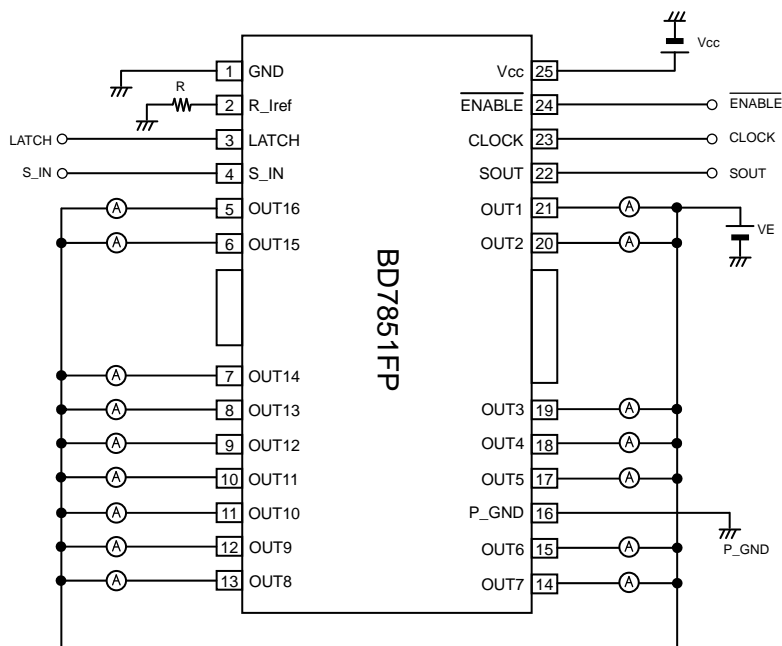 Vcc
1 GND
Vcc 25
R
2 R_Iref
ENABLE 24
ENABLE
LATCH
3 LATCH
CLOCK 23
CLOCK
S_IN
4 S_IN
SOUT 22
SOUT
A 5 OUT16
OUT1 21 A
VE
A 6 OUT15
OUT2 20 A
BD7851FP
A 7 OUT14
A 8 OUT13
OUT3 19 A
A 9 OUT12
OUT4 18 A
A 10 OUT11
OUT5 17 A
A 11 OUT10
P_GND 16
P_GND
A 12 OUT9
OUT6 15 A
A 13 OUT8
OUT7 14 A